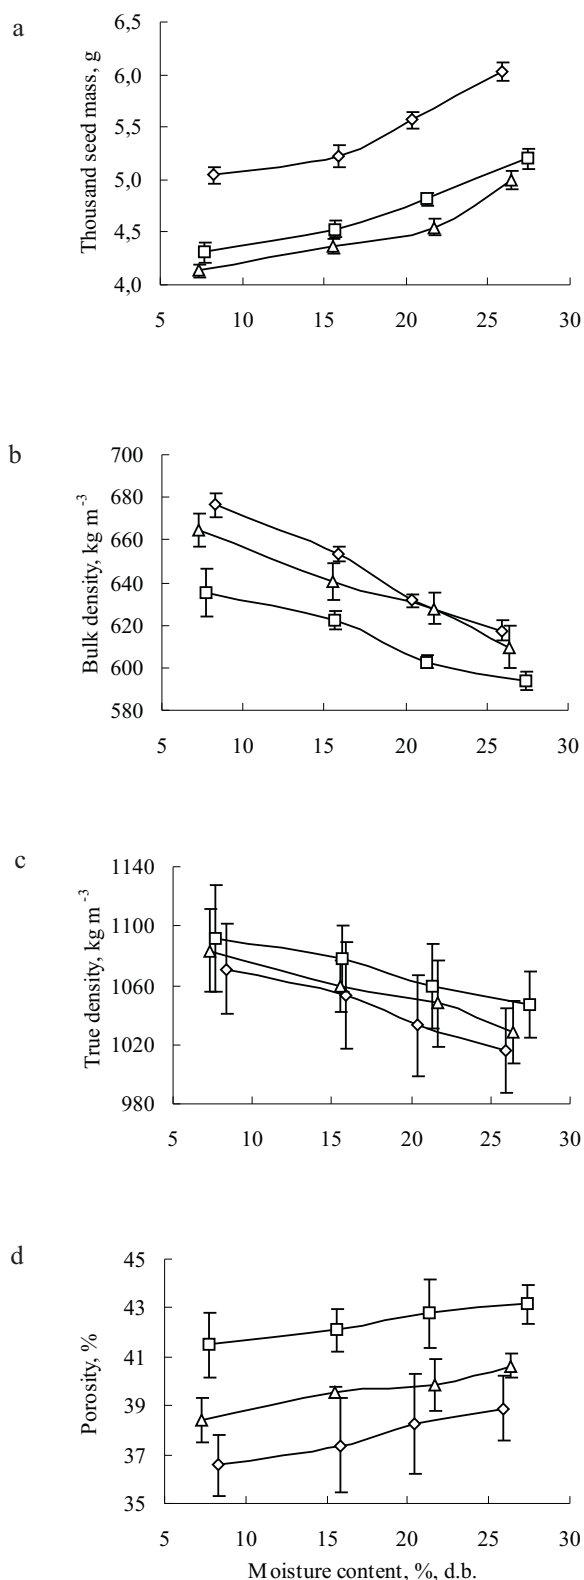 a
Thousand seed mass, g
6,5
6,0
5,5
5,0
4,5
4,0
5 10 15 20 25 30
b
Bulk density, kg m⁻³
700
680
660
640
620
600
580
5 10 15 20 25 30
c
True density, kg m⁻³
1140
1100
1060
1020
980
5 10 15 20 25 30
d
Porosity, %
45
43
41
39
37
35
5 10 15 20 25 30
Moisture content, %, d.b.